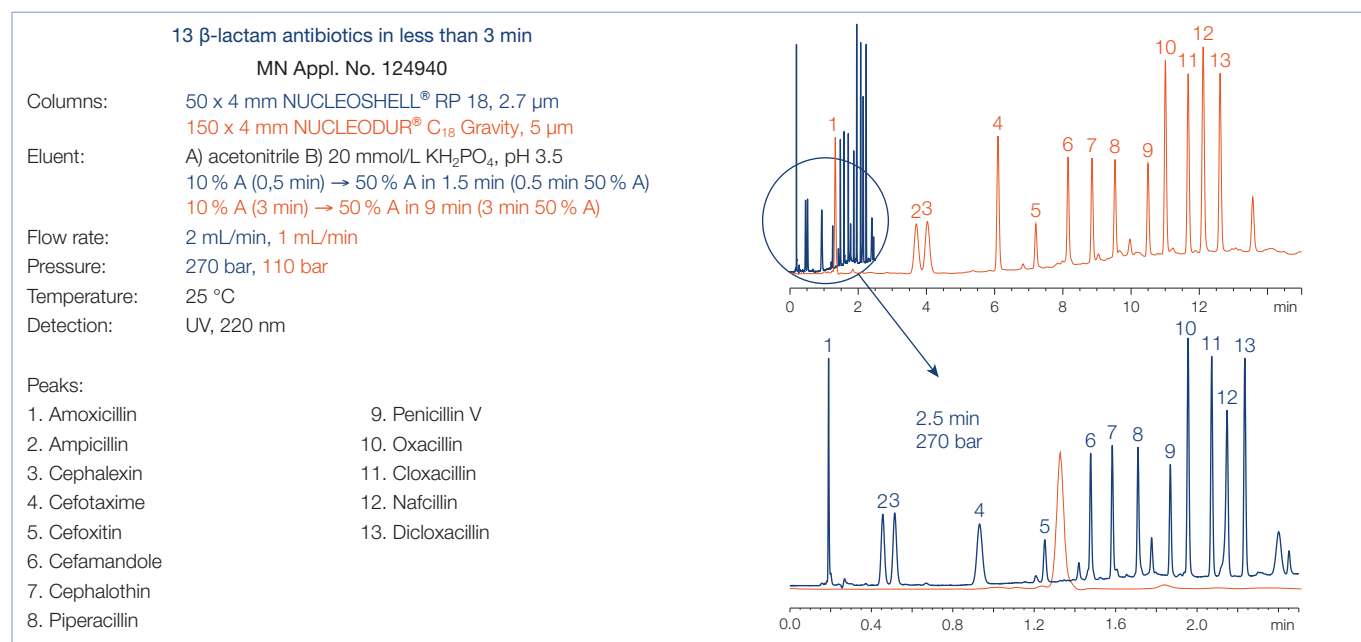 13 β-lactam antibiotics in less than 3 min
MN Appl. No. 124940
Columns: 50 x 4 mm NUCLEOSHELL® RP 18, 2.7 µm
150 x 4 mm NUCLEODUR® C18 Gravity, 5 µm
Eluent: A) acetonitrile B) 20 mmol/L KH2PO4, pH 3.5
10 % A (0,5 min) → 50 % A in 1.5 min (0.5 min 50 % A)
10 % A (3 min) → 50 % A in 9 min (3 min 50 % A)
Flow rate: 2 mL/min, 1 mL/min
Pressure: 270 bar, 110 bar
Temperature: 25 °C
Detection: UV, 220 nm
Peaks:
1. Amoxicillin
2. Ampicillin
3. Cephalexin
4. Cefotaxime
5. Cefoxitin
6. Cefamandole
7. Cephalothin
8. Piperacillin
9. Penicillin V
10. Oxacillin
11. Cloxacillin
12. Nafcillin
13. Dicloxacillin
1 23 4 5 6 7 8 9 10 11 12 13
0 2 4 6 8 10 12 min
1 23 4 5 6 7 8 9 10 11 12 13
2.5 min
270 bar
0.0 0.4 0.8 1.2 1.6 2.0 min